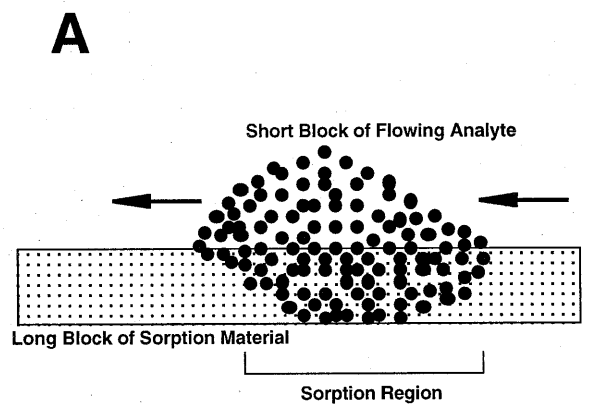 A
Short Block of Flowing Analyte
Long Block of Sorption Material
Sorption Region